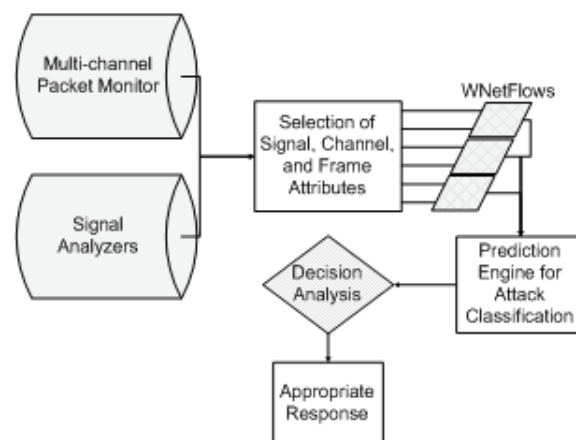 Multi-channel
Packet Monitor
Signal
Analyzers
Selection of
Signal, Channel,
and Frame
Attributes
WNetFlows
Prediction
Engine for
Attack
Classification
Decision
Analysis
Appropriate
Response